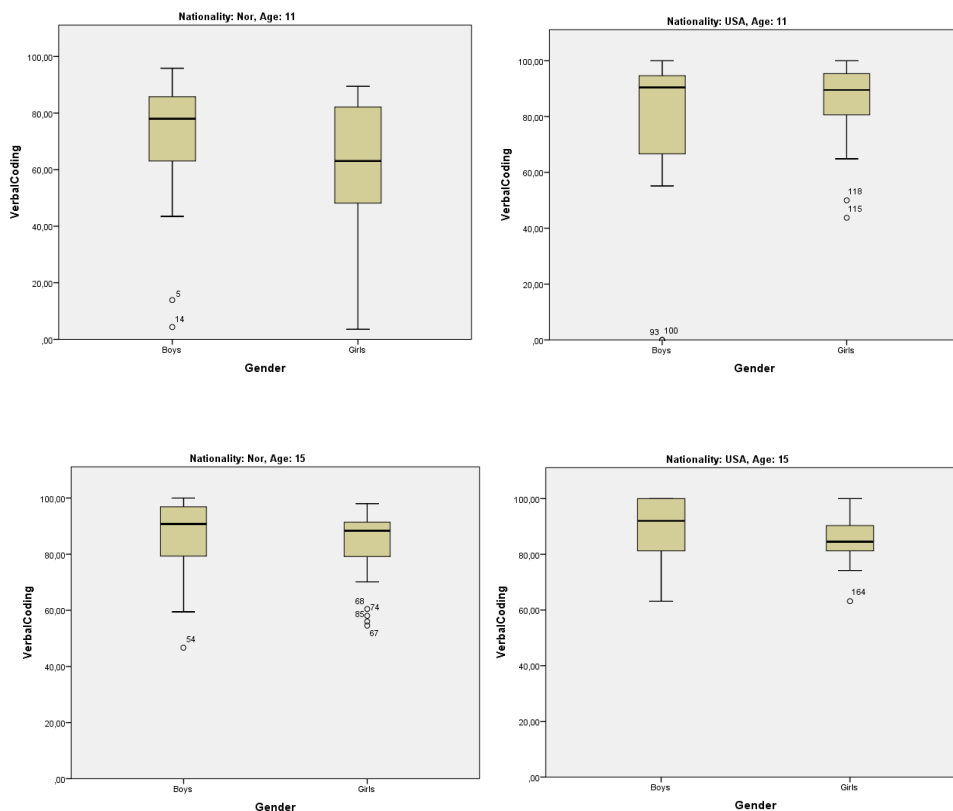 Nationality: Nor, Age: 11
100,00
80,00
60,00
40,00
20,00
,00
VerbalCoding
5
14
Boys
Girls
Gender
Nationality: USA, Age: 11
100,00
80,00
60,00
40,00
20,00
,00
VerbalCoding
118
115
93 100
Boys
Girls
Gender
Nationality: Nor, Age: 15
100,00
80,00
60,00
40,00
20,00
,00
VerbalCoding
54
68 74
85
67
Boys
Girls
Gender
Nationality: USA, Age: 15
100,00
80,00
60,00
40,00
20,00
,00
VerbalCoding
164
Boys
Girls
Gender